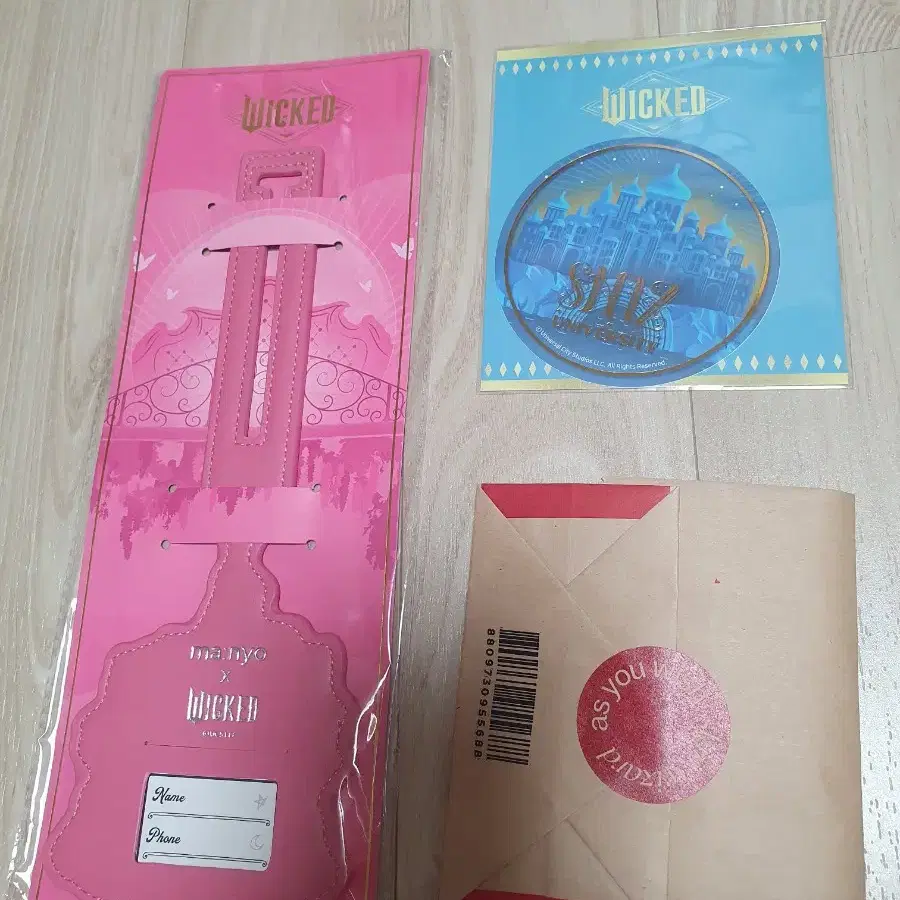 WICKED
ma:nyo
x
WICKED
Name
Phone
WICKED
SHIZ
UNIVERSITY
© Universal City Studios LLC. All Rights Reserved.
8809730955688
as you w